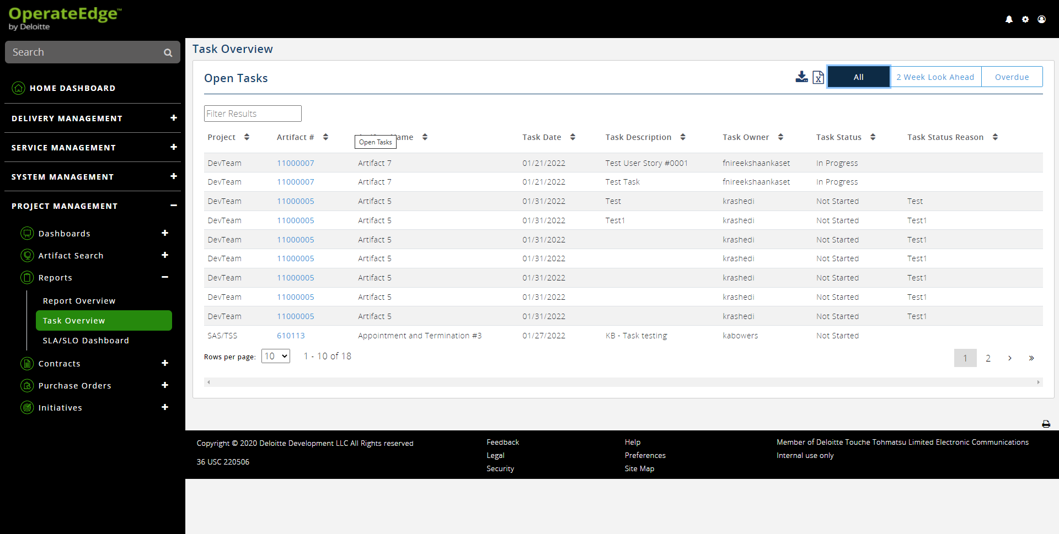 OperateEdge™
by Deloitte
Search
HOME DASHBOARD
DELIVERY MANAGEMENT
SERVICE MANAGEMENT
SYSTEM MANAGEMENT
PROJECT MANAGEMENT
Dashboards
Artifact Search
Reports
Report Overview
Task Overview
SLA/SLO Dashboard
Contracts
Purchase Orders
Initiatives
Task Overview
Open Tasks
All 2 Week Look Ahead Overdue
Filter Results
Project Artifact # Name Task Date Task Description Task Owner Task Status Task Status Reason
Open Tasks
DevTeam 11000007 Artifact 7 01/21/2022 Test User Story #0001 fnireekshaankaset In Progress
DevTeam 11000007 Artifact 7 01/21/2022 Test Task fnireekshaankaset In Progress
DevTeam 11000005 Artifact 5 01/31/2022 Test krashedi Not Started Test
DevTeam 11000005 Artifact 5 01/31/2022 Test1 krashedi Not Started Test1
DevTeam 11000005 Artifact 5 01/31/2022 krashedi Not Started Test1
DevTeam 11000005 Artifact 5 01/31/2022 krashedi Not Started Test1
DevTeam 11000005 Artifact 5 01/31/2022 krashedi Not Started Test1
DevTeam 11000005 Artifact 5 01/31/2022 krashedi Not Started Test1
DevTeam 11000005 Artifact 5 01/31/2022 krashedi Not Started Test1
SAS/TSS 610113 Appointment and Termination #3 01/27/2022 KB - Task testing kabowers Not Started
Rows per page: 10 1 - 10 of 18 1 2 › »
Copyright © 2020 Deloitte Development LLC All Rights reserved
36 USC 220506
Feedback
Legal
Security
Help
Preferences
Site Map
Member of Deloitte Touche Tohmatsu Limited Electronic Communications
Internal use only